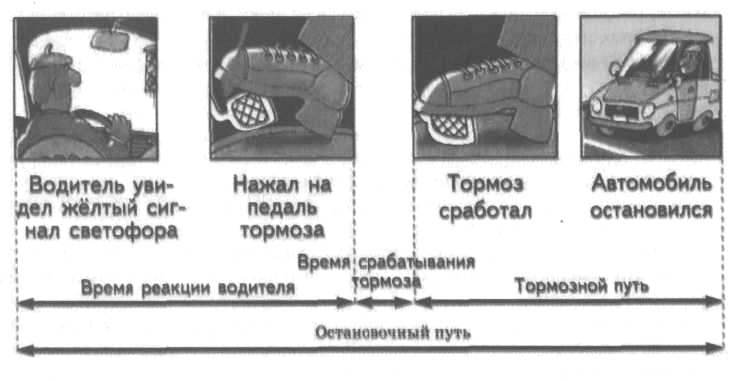 Водитель уви-
дел жёлтый сиг-
нал светофора
Нажал на
педаль
тормоза
Тормоз
сработал
Автомобиль
остановился
Время реакции водителя
Время срабатывания
тормоза
Тормозной путь
Остановочный путь